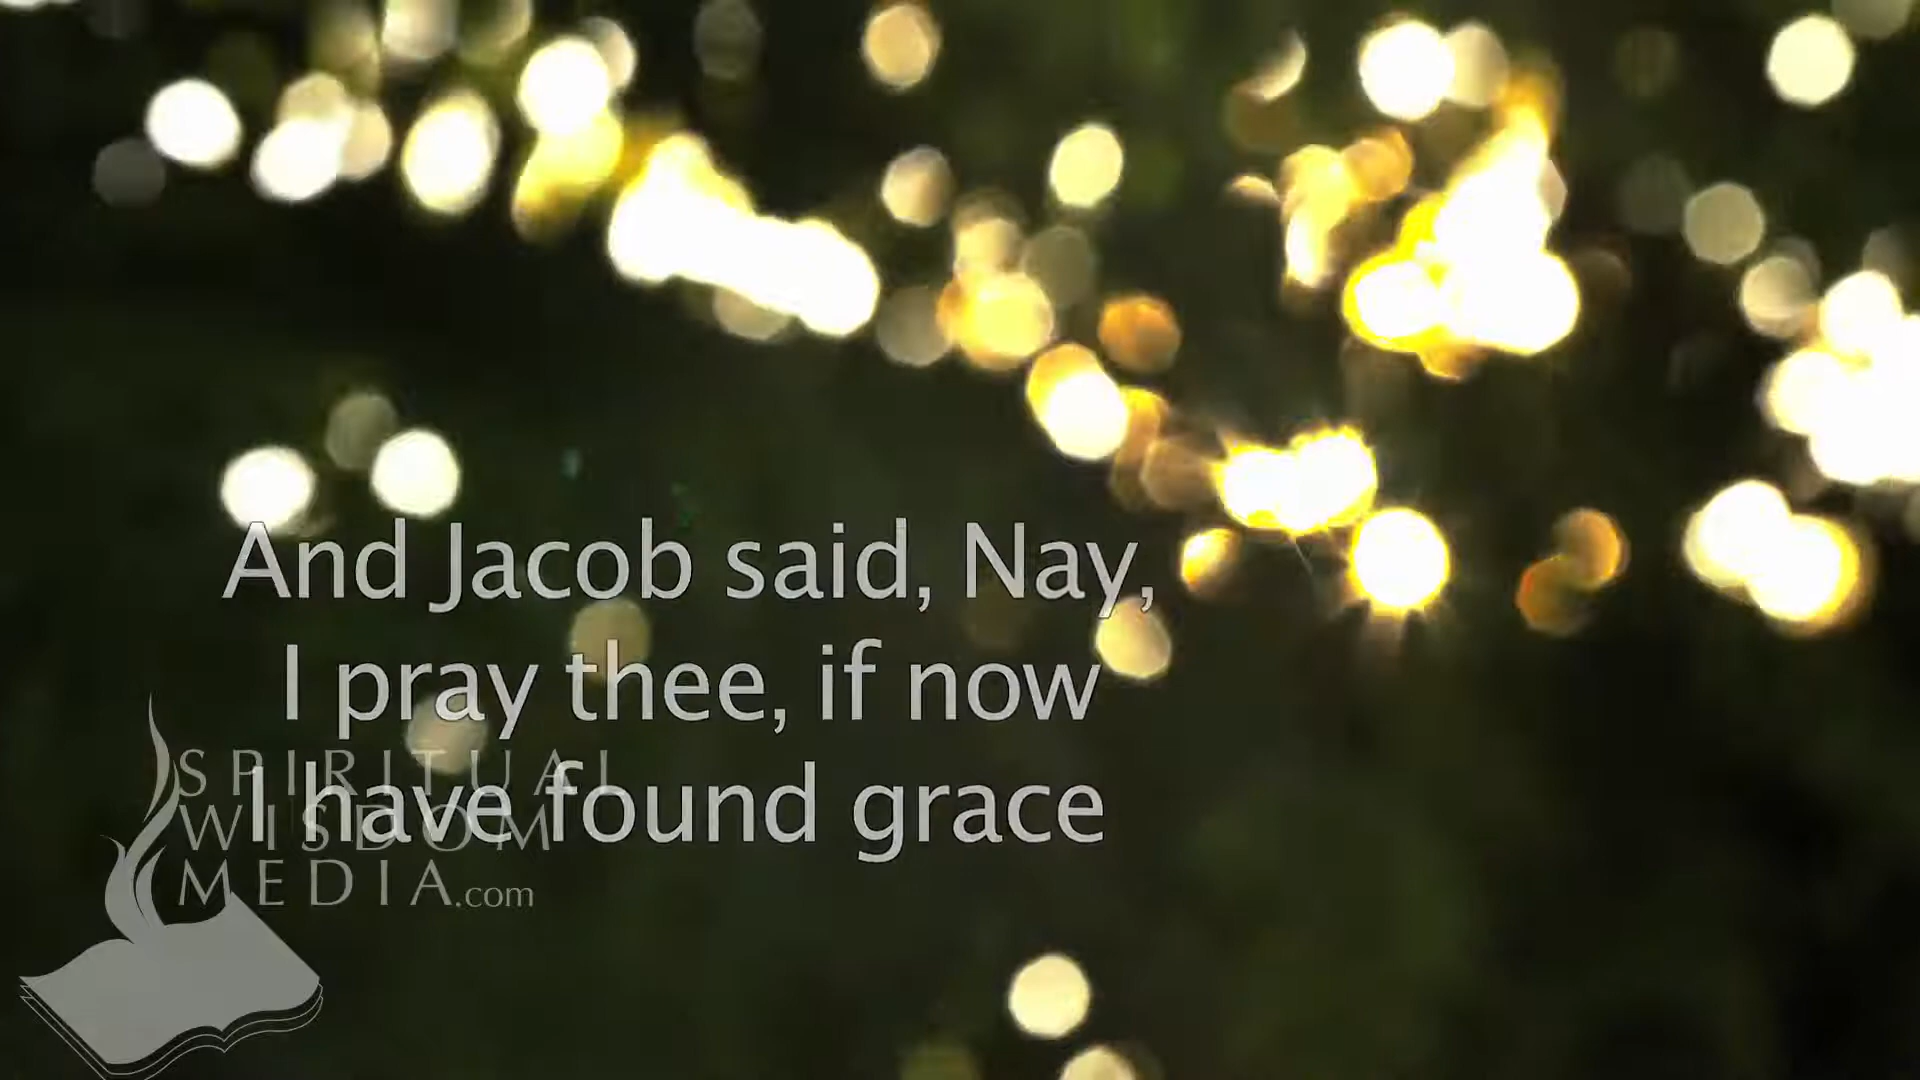 And Jacob said, Nay,
I pray thee, if now
I have found grace
SPIRITUAL
WISDOM
MEDIA.com